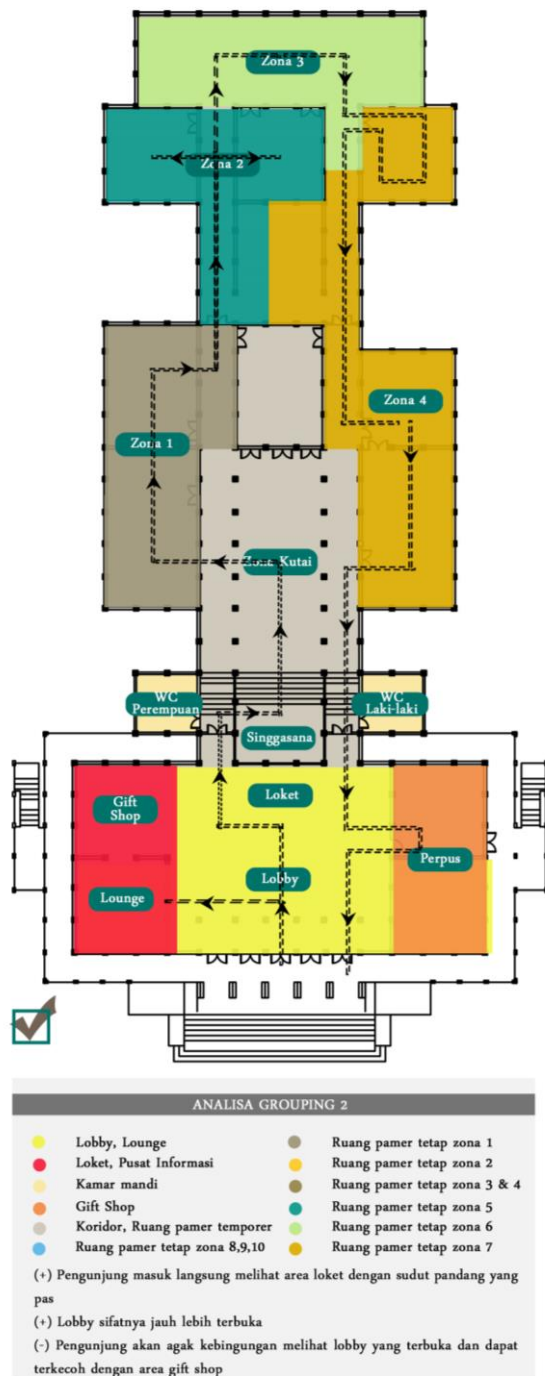 Zona 3
Zona 2
Zona 4
Zona 1
Zona Kutai
WC
Perempuan
WC
Laki-laki
Singgasana
Gift
Shop
Loket
Perpus
Lounge
Lobby
ANALISA GROUPING 2
Lobby, Lounge
Loket, Pusat Informasi
Kamar mandi
Gift Shop
Koridor, Ruang pamer temporer
Ruang pamer tetap zona 8,9,10
Ruang pamer tetap zona 1
Ruang pamer tetap zona 2
Ruang pamer tetap zona 3 & 4
Ruang pamer tetap zona 5
Ruang pamer tetap zona 6
Ruang pamer tetap zona 7
(+) Pengunjung masuk langsung melihat area loket dengan sudut pandang yang
pas
(+) Lobby sifatnya jauh lebih terbuka
(-) Pengunjung akan agak kebingungan melihat lobby yang terbuka dan dapat
terkecoh dengan area gift shop